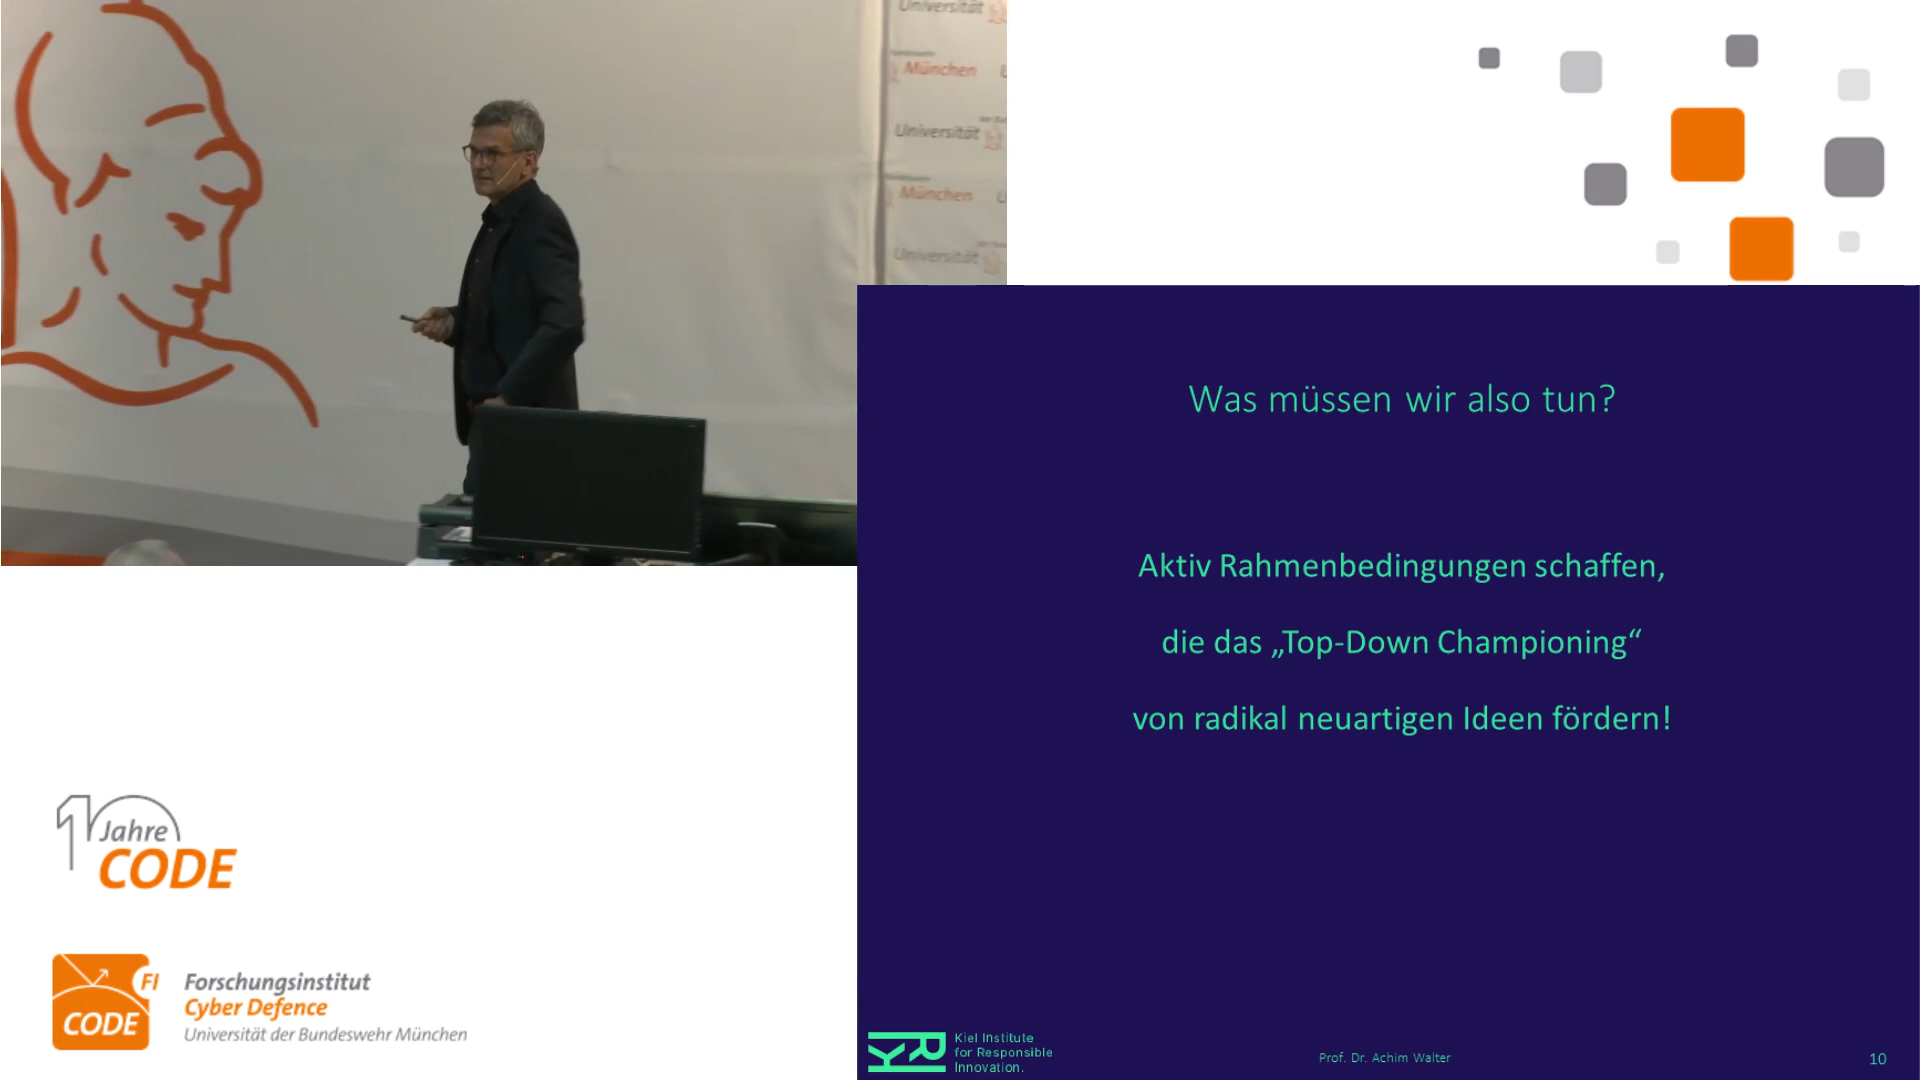 Universität
München
Universität
München
Universität
Was müssen wir also tun?
Aktiv Rahmenbedingungen schaffen,
die das „Top-Down Championing“
von radikal neuartigen Ideen fördern!
10 Jahre
CODE
FI
CODE
Forschungsinstitut
Cyber Defence
Universität der Bundeswehr München
Kiel Institute
for Responsible
Innovation.
Prof. Dr. Achim Walter
10